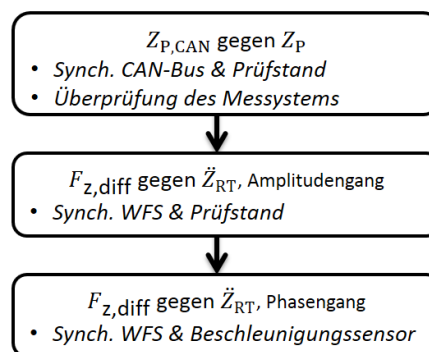 Z_P,CAN gegen Z_P
• Synch. CAN-Bus & Prüfstand
• Überprüfung des Messystems
F_z,diff gegen Z̈_RT, Amplitudengang
• Synch. WFS & Prüfstand
F_z,diff gegen Z̈_RT, Phasengang
• Synch. WFS & Beschleunigungssensor